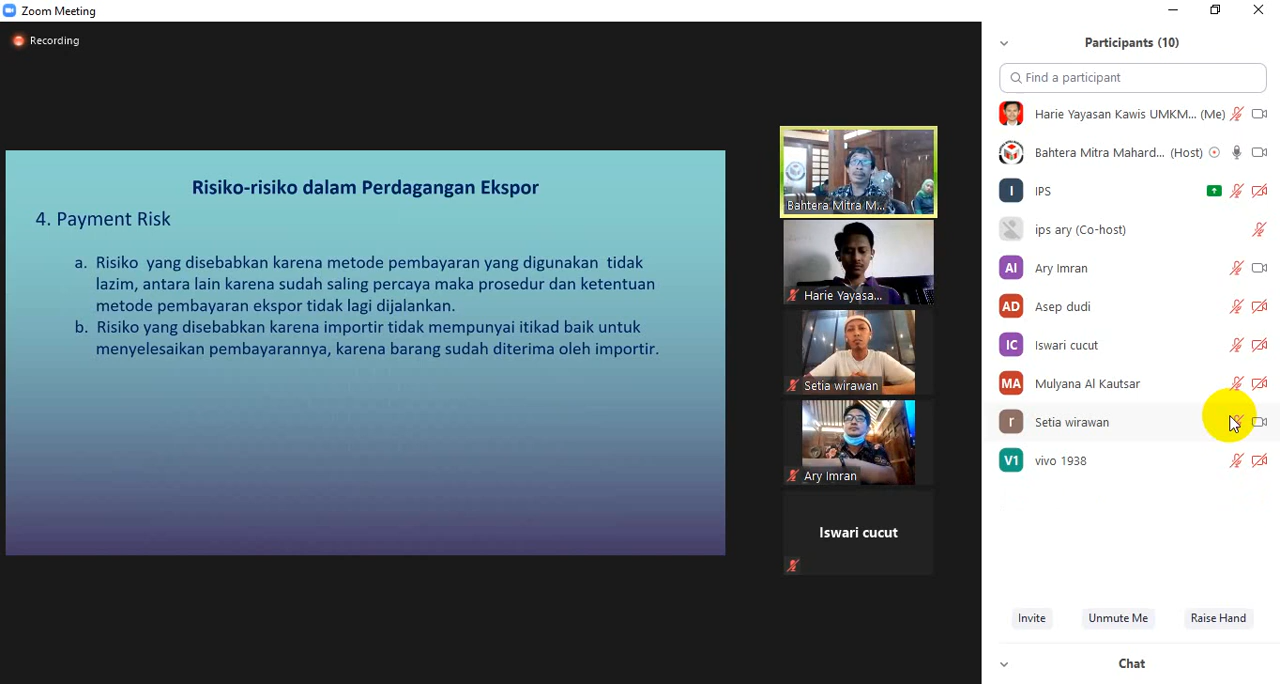 Zoom Meeting
Recording
Risiko-risiko dalam Perdagangan Ekspor
4. Payment Risk
a. Risiko yang disebabkan karena metode pembayaran yang digunakan tidak
lazim, antara lain karena sudah saling percaya maka prosedur dan ketentuan
metode pembayaran ekspor tidak lagi dijalankan.
b. Risiko yang disebabkan karena importir tidak mempunyai itikad baik untuk
menyelesaikan pembayarannya, karena barang sudah diterima oleh importir.
Bahtera Mitra M...
Harie Yayasa...
Setia wirawan
Ary Imran
Iswari cucut
Participants (10)
Find a participant
Harie Yayasan Kawis UMKM... (Me)
Bahtera Mitra Mahard... (Host)
I IPS
ips ary (Co-host)
AI Ary Imran
AD Asep dudi
IC Iswari cucut
MA Mulyana Al Kautsar
r Setia wirawan
V1 vivo 1938
Invite
Unmute Me
Raise Hand
Chat